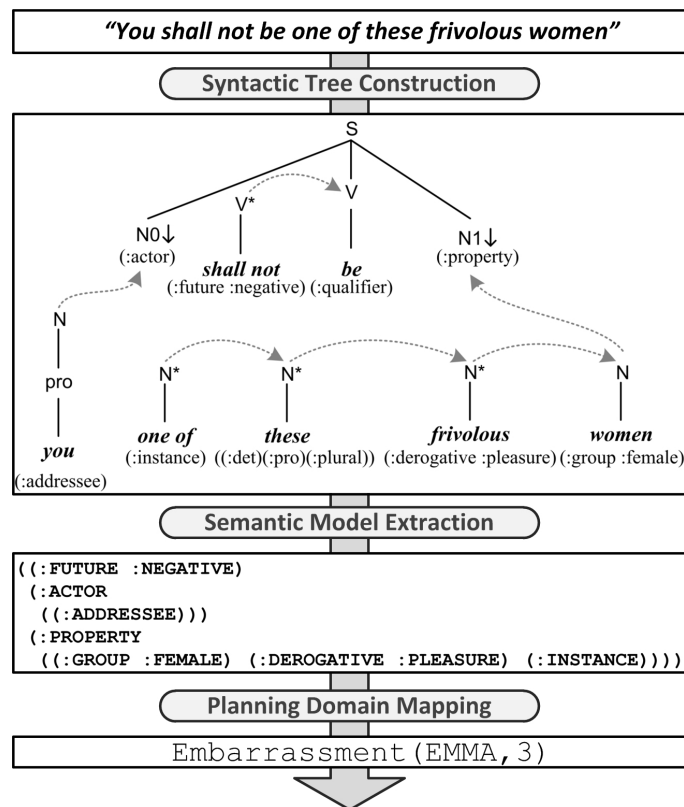 “You shall not be one of these frivolous women”
Syntactic Tree Construction
S
V* V
N0↓ N1↓
(:actor) (:property)
shall not be
(:future :negative) (:qualifier)
N
pro N* N* N* N
you one of these frivolous women
(:addressee) (:instance) ((:det)(:pro)(:plural)) (:derogative :pleasure) (:group :female)
Semantic Model Extraction
((:FUTURE :NEGATIVE)
(:ACTOR
((:ADDRESSEE)))
(:PROPERTY
((:GROUP :FEMALE) (:DEROGATIVE :PLEASURE) (:INSTANCE))))
Planning Domain Mapping
Embarrassment(EMMA,3)